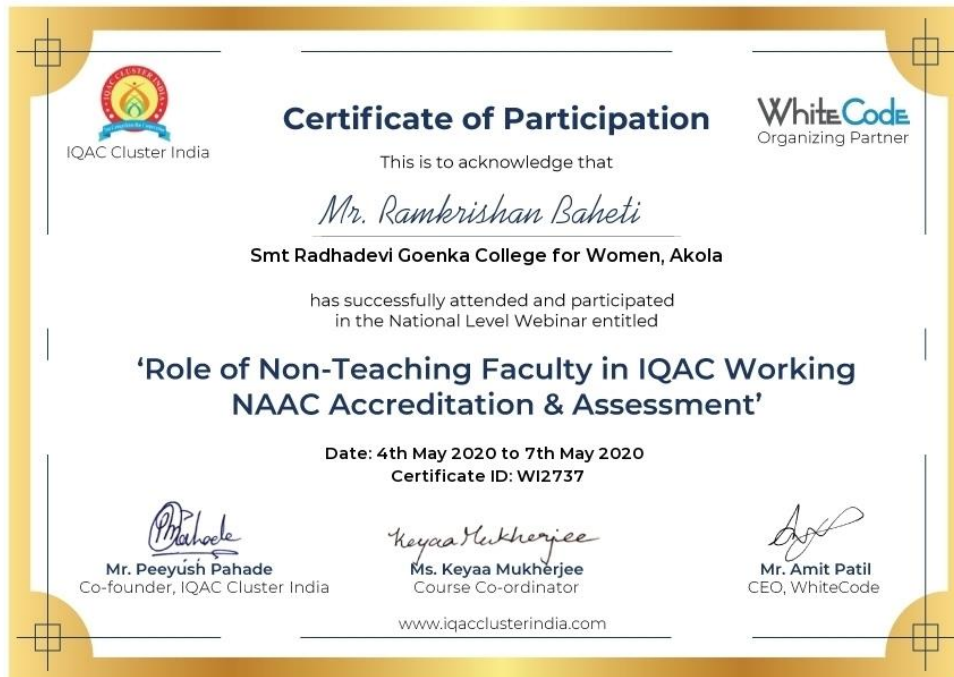 IQAC CLUSTER INDIA
IQAC Cluster India
WhiteCode
Organizing Partner
Certificate of Participation
This is to acknowledge that
Mr. Ramkrishan Baheti
Smt Radhadevi Goenka College for Women, Akola
has successfully attended and participated
in the National Level Webinar entitled
‘Role of Non-Teaching Faculty in IQAC Working
NAAC Accreditation & Assessment’
Date: 4th May 2020 to 7th May 2020
Certificate ID: WI2737
Keyaa Mukherjee
Mr. Peeyush Pahade
Co-founder, IQAC Cluster India
Ms. Keyaa Mukherjee
Course Co-ordinator
Mr. Amit Patil
CEO, WhiteCode
www.iqacclusterindia.com